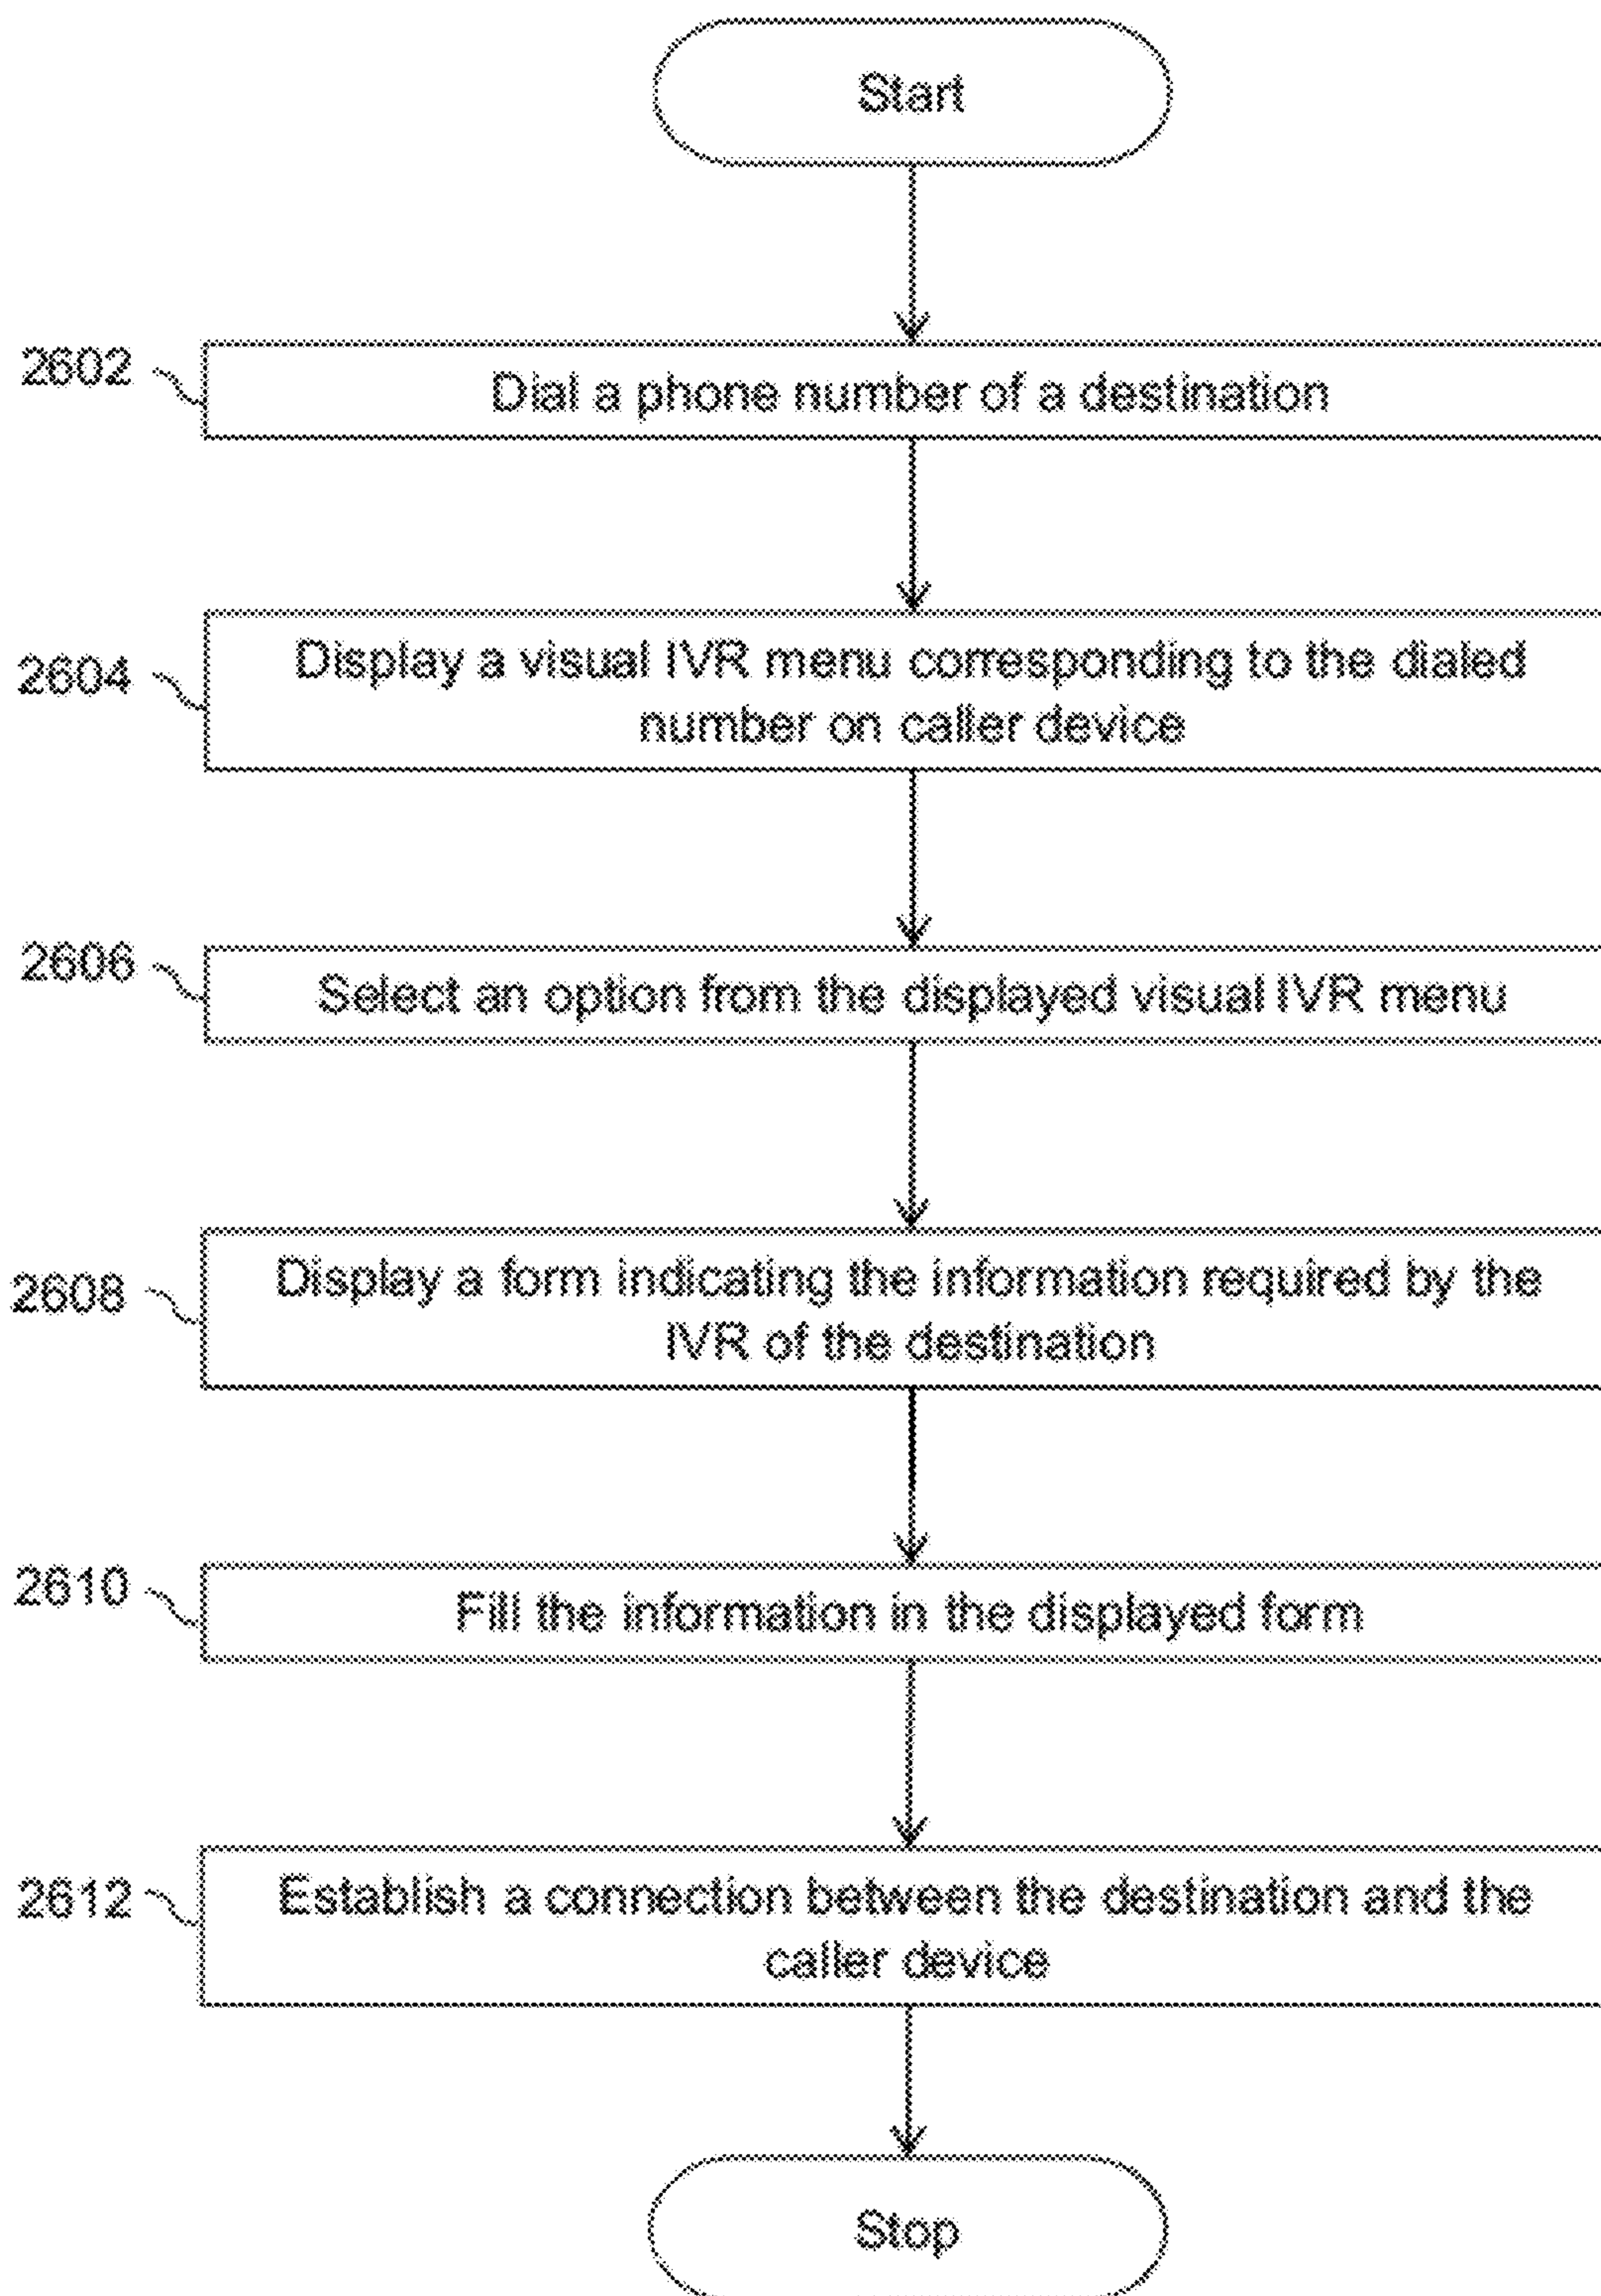 Start
2602
Dial a phone number of a destination
2604
Display a visual IVR menu corresponding to the dialed
number on caller device
2606
Select an option from the displayed visual IVR menu
2608
Display a form indicating the information required by the
IVR of the destination
2610
Fill the information in the displayed form
2612
Establish a connection between the destination and the
caller device
Stop